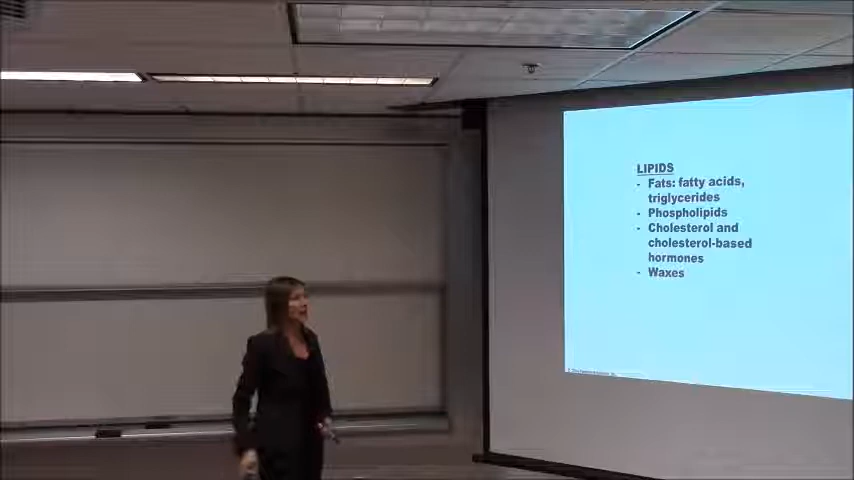 LIPIDS
- Fats: fatty acids,
triglycerides
- Phospholipids
- Cholesterol and
cholesterol-based
hormones
- Waxes